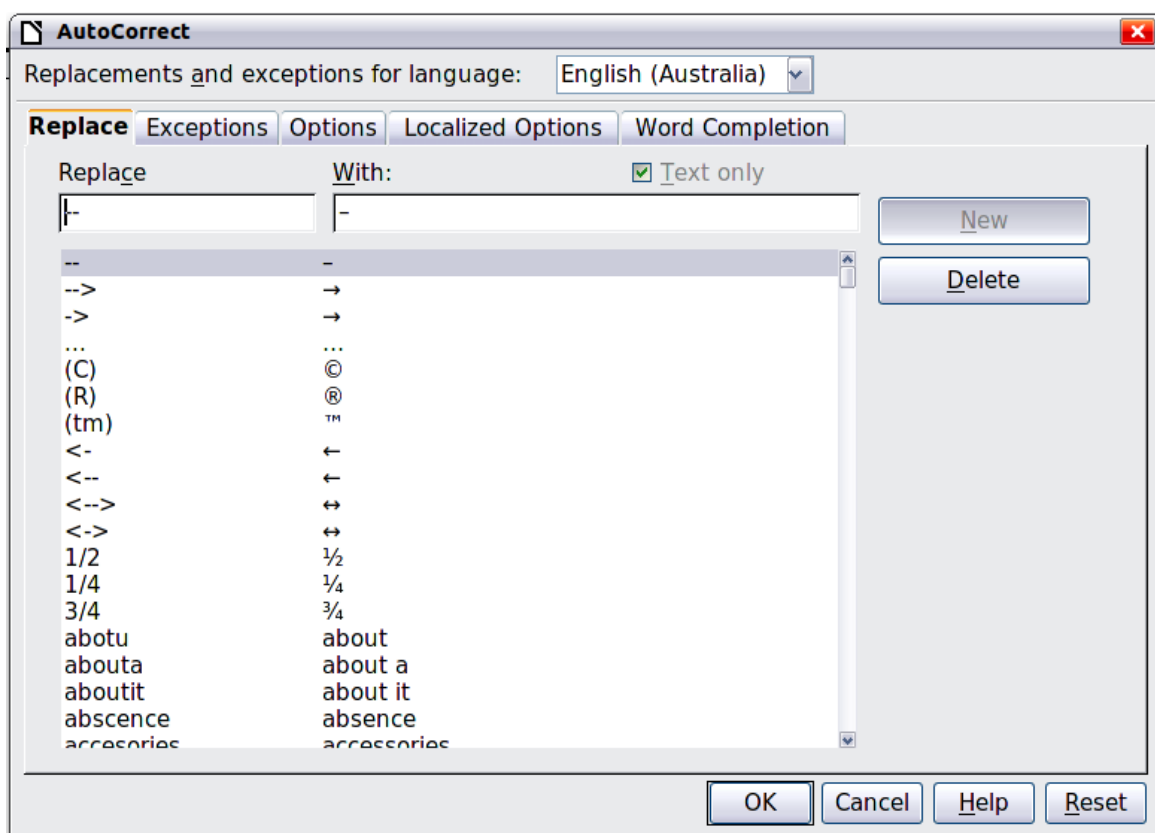 AutoCorrect
Replacements and exceptions for language: English (Australia)
Replace Exceptions Options Localized Options Word Completion
Replace With: Text only
-- –
New
-- –
Delete
--> →
-> →
... …
(C) ©
(R) ®
(tm) ™
<- ←
<-- ←
<--> ↔
<-> ↔
1/2 ½
1/4 ¼
3/4 ¾
abotu about
abouta about a
aboutit about it
abscence absence
accesories accessories
OK Cancel Help Reset